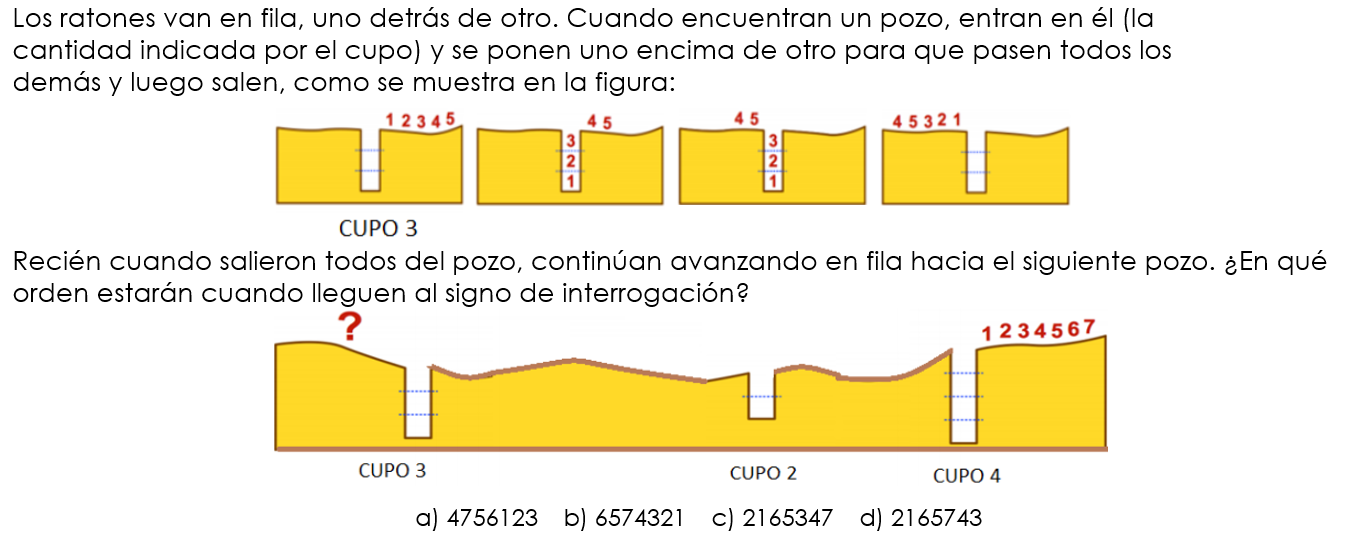 Los ratones van en fila, uno detrás de otro. Cuando encuentran un pozo, entran en él (la
cantidad indicada por el cupo) y se ponen uno encima de otro para que pasen todos los
demás y luego salen, como se muestra en la figura:
1 2 3 4 5
4 5
3
2
1
4 5
3
2
1
4 5 3 2 1
CUPO 3
Recién cuando salieron todos del pozo, continúan avanzando en fila hacia el siguiente pozo. ¿En qué
orden estarán cuando lleguen al signo de interrogación?
?
1 2 3 4 5 6 7
CUPO 3 CUPO 2 CUPO 4
a) 4756123 b) 6574321 c) 2165347 d) 2165743